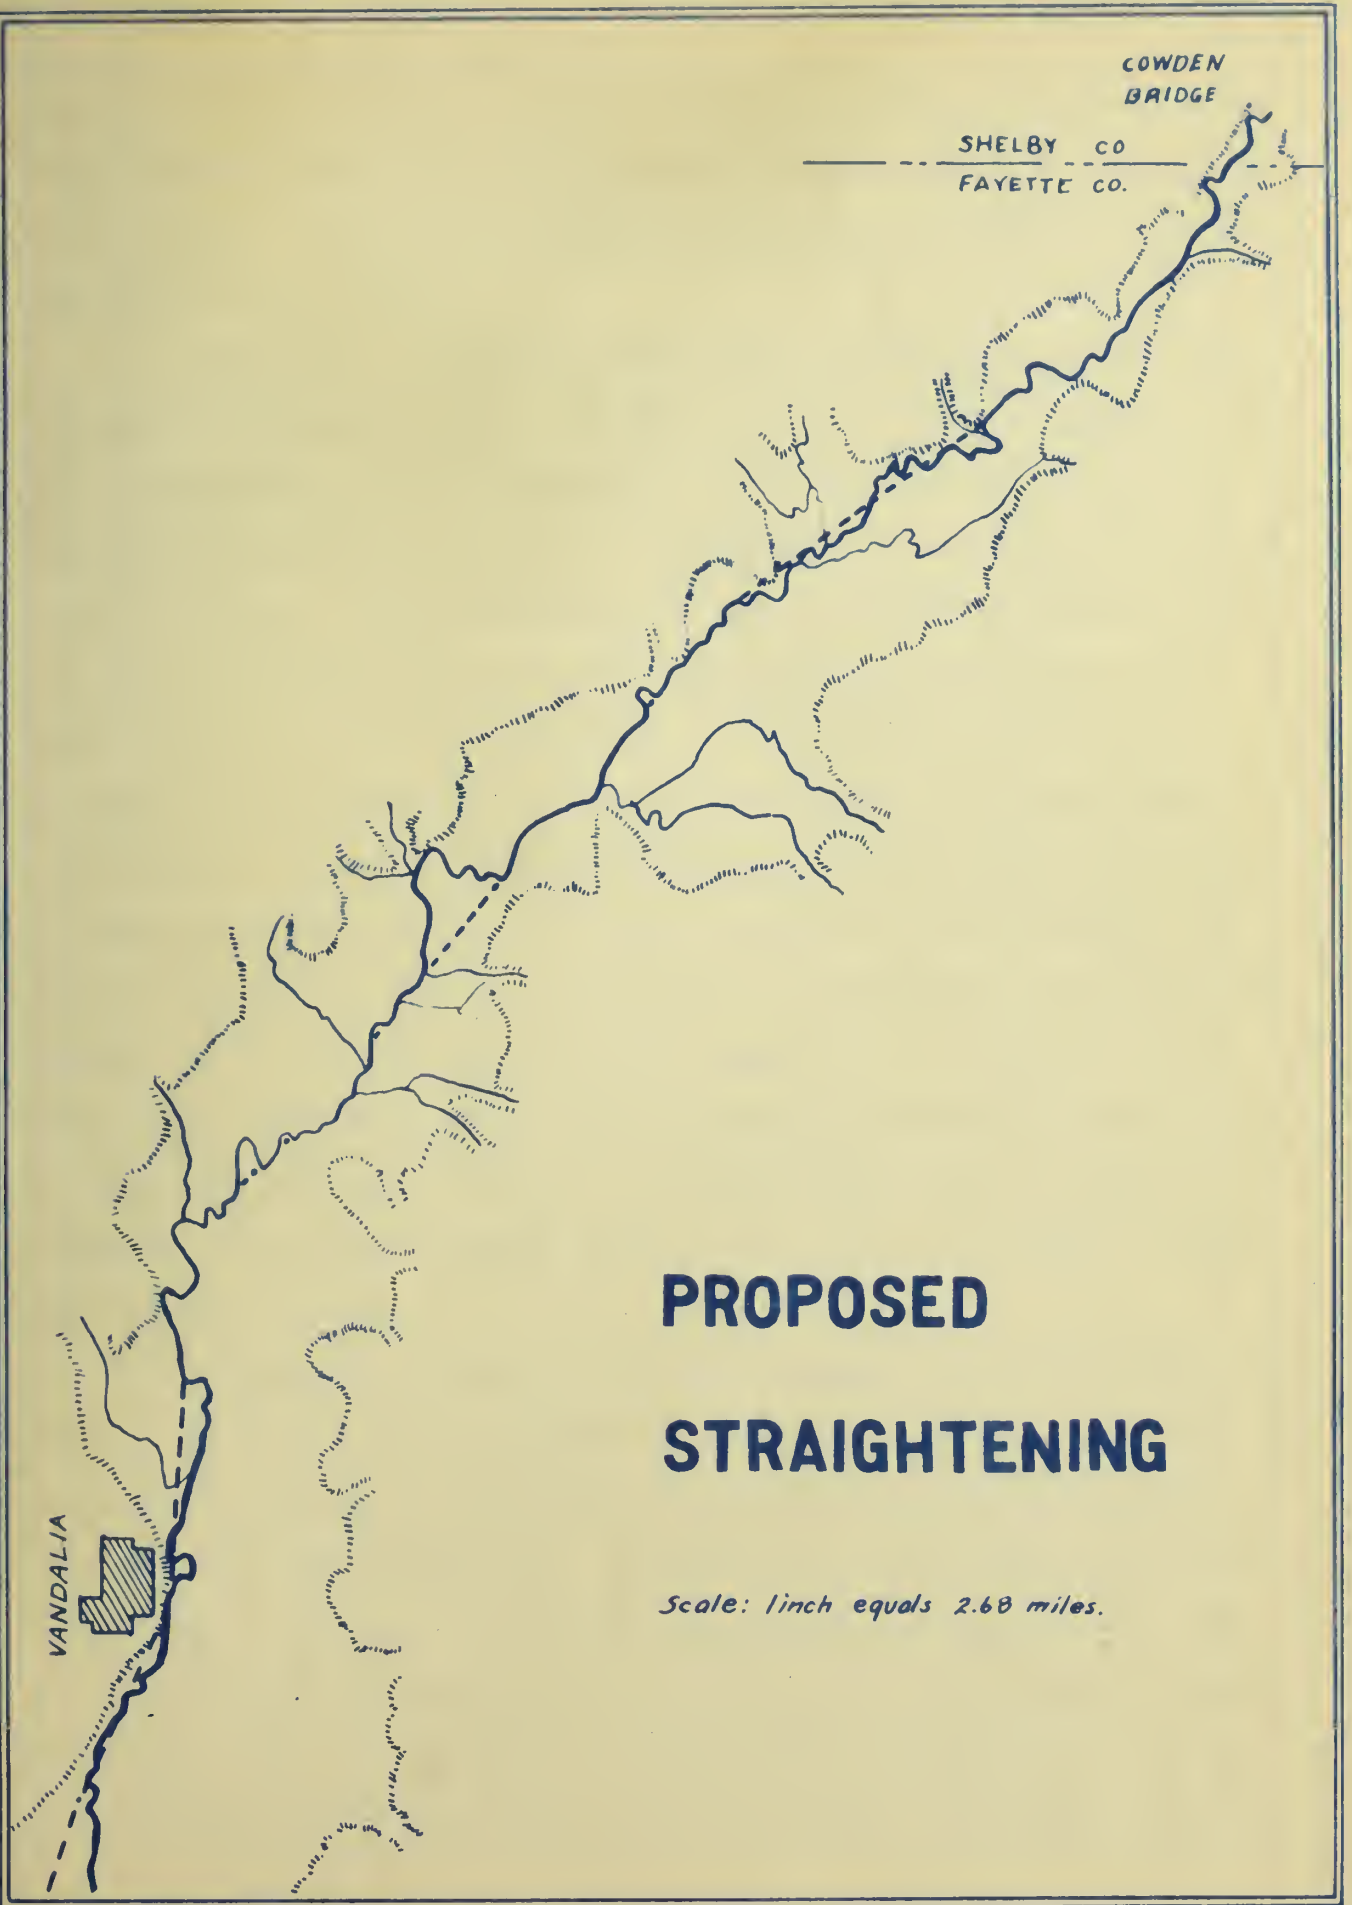 COWDEN
BRIDGE
SHELBY CO
FAYETTE CO.
PROPOSED
STRAIGHTENING
VANDALIA
Scale: 1inch equals 2.68 miles.